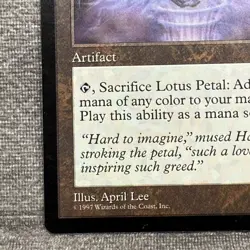 Artifact
, Sacrifice Lotus Petal: Ad
mana of any color to your ma
Play this ability as a mana so
"Hard to imagine," mused Ha
stroking the petal, "such a lov
inspiring such greed."
Illus. April Lee
© 1997 Wizards of the Coast, Inc.